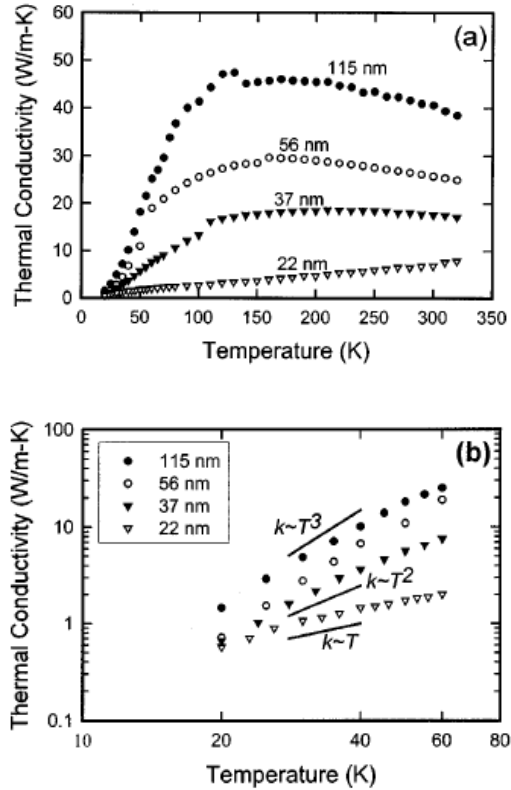 (a)
Thermal Conductivity (W/m-K)
60
50
40
30
20
10
0
115 nm
56 nm
37 nm
22 nm
0 50 100 150 200 250 300 350
Temperature (K)
(b)
Thermal Conductivity (W/m-K)
100
10
1
0.1
115 nm
56 nm
37 nm
22 nm
k~T³
k~T²
k~T
10 20 40 60 80
Temperature (K)